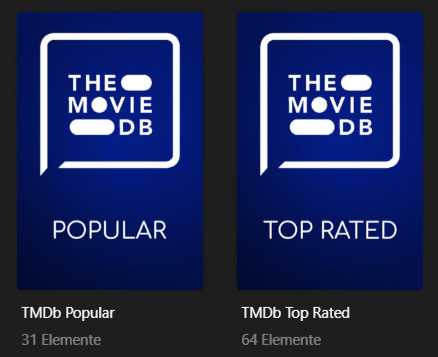 THE
MOVIE
DB
POPULAR
TMDb Popular
31 Elemente
THE
MOVIE
DB
TOP RATED
TMDb Top Rated
64 Elemente